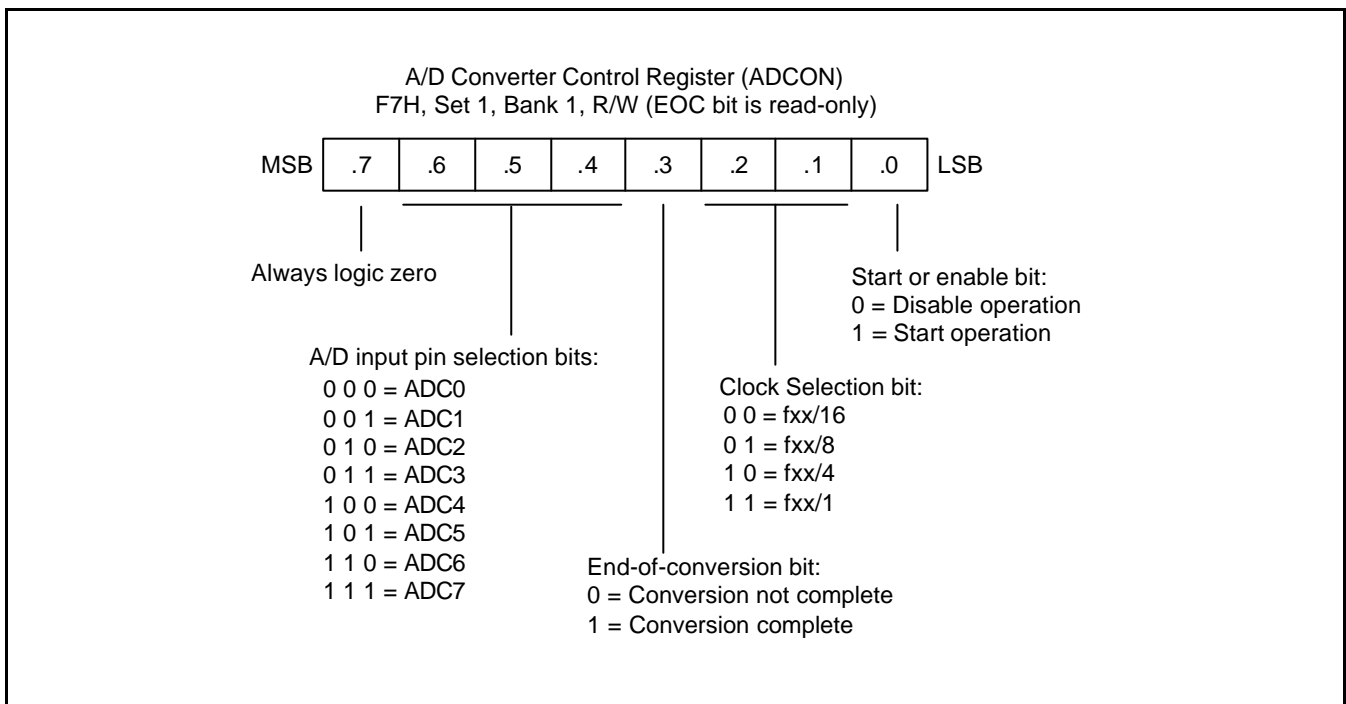 A/D Converter Control Register (ADCON)
F7H, Set 1, Bank 1, R/W (EOC bit is read-only)
MSB .7 .6 .5 .4 .3 .2 .1 .0 LSB
Always logic zero
A/D input pin selection bits:
0 0 0 = ADC0
0 0 1 = ADC1
0 1 0 = ADC2
0 1 1 = ADC3
1 0 0 = ADC4
1 0 1 = ADC5
1 1 0 = ADC6
1 1 1 = ADC7
End-of-conversion bit:
0 = Conversion not complete
1 = Conversion complete
Clock Selection bit:
0 0 = fxx/16
0 1 = fxx/8
1 0 = fxx/4
1 1 = fxx/1
Start or enable bit:
0 = Disable operation
1 = Start operation